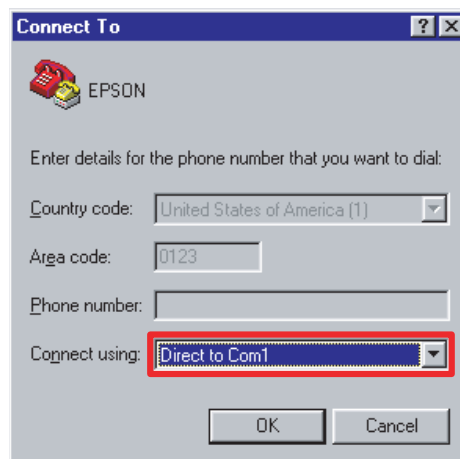 Connect To
EPSON
Enter details for the phone number that you want to dial:
Country code: United States of America (1)
Area code: 0123
Phone number:
Connect using: Direct to Com1
OK Cancel